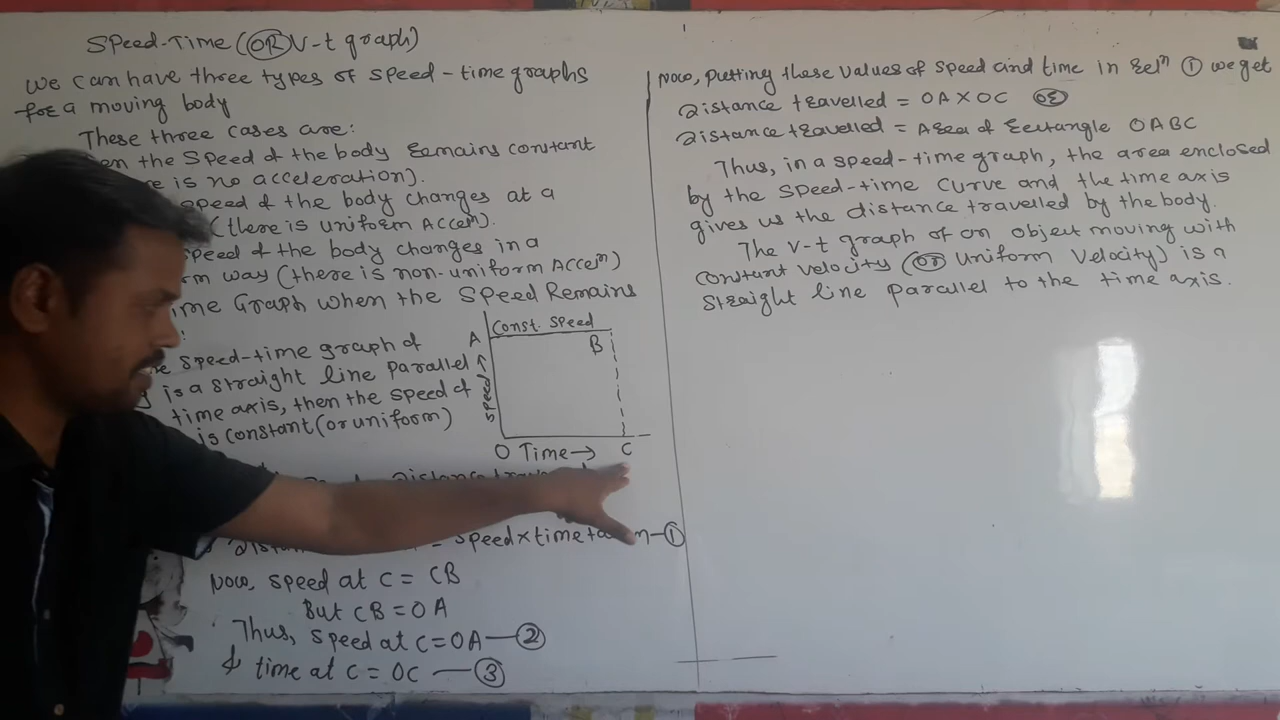 Speed-Time (OR V-t graph)
We can have three types of speed-time graphs
for a moving body
These three cases are:
the speed of the body remains constant
is no acceleration).
speed of the body changes at a
(there is uniform Accen).
speed of the body changes in a
way (there is non-uniform Accen)
Graph when the Speed Remains
speed-time graph of
is a straight line parallel
time axis, then the speed of
is constant (or uniform)
Const. Speed
A
B
Speed
O Time→ C
distance
= Speed×time ta n—①
Now, speed at C = CB
But CB = OA
Thus, speed at C=OA—②
& time at C = OC —③
Now, putting these values of speed and time in Eqn ① we get
Distance travelled = OA X OC OR
Distance travelled = Area of rectangle OABC
Thus, in a speed-time graph, the area enclosed
by the speed-time curve and the time axis
gives us the distance travelled by the body.
The v-t graph of an object moving with
constant velocity (OR uniform velocity) is a
straight line parallel to the time axis.